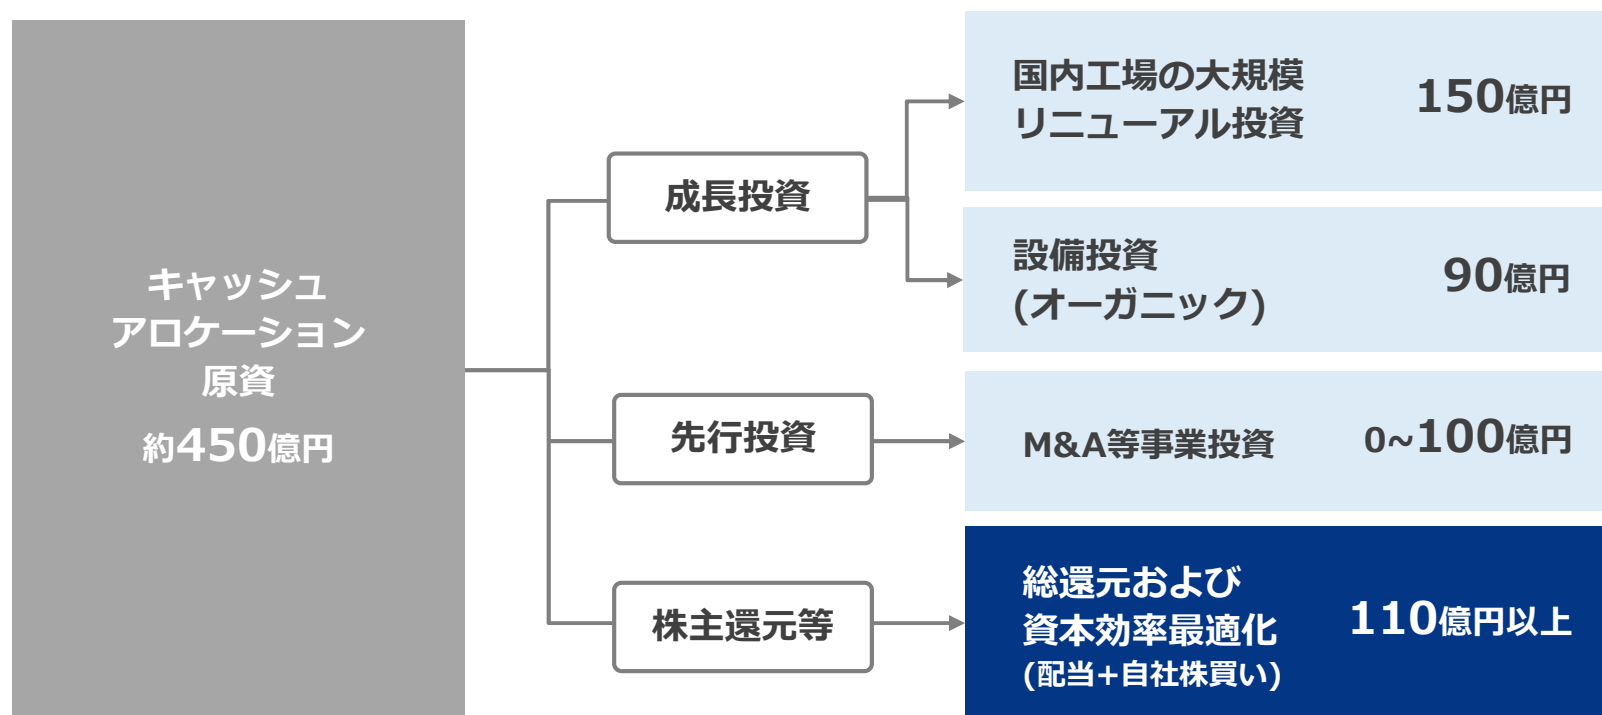 キャッシュ
アロケーション
原資
約450億円
成長投資
国内工場の大規模
リニューアル投資
150億円
設備投資
(オーガニック)
90億円
先行投資
M&A等事業投資
0~100億円
株主還元等
総還元および
資本効率最適化
(配当+自社株買い)
110億円以上